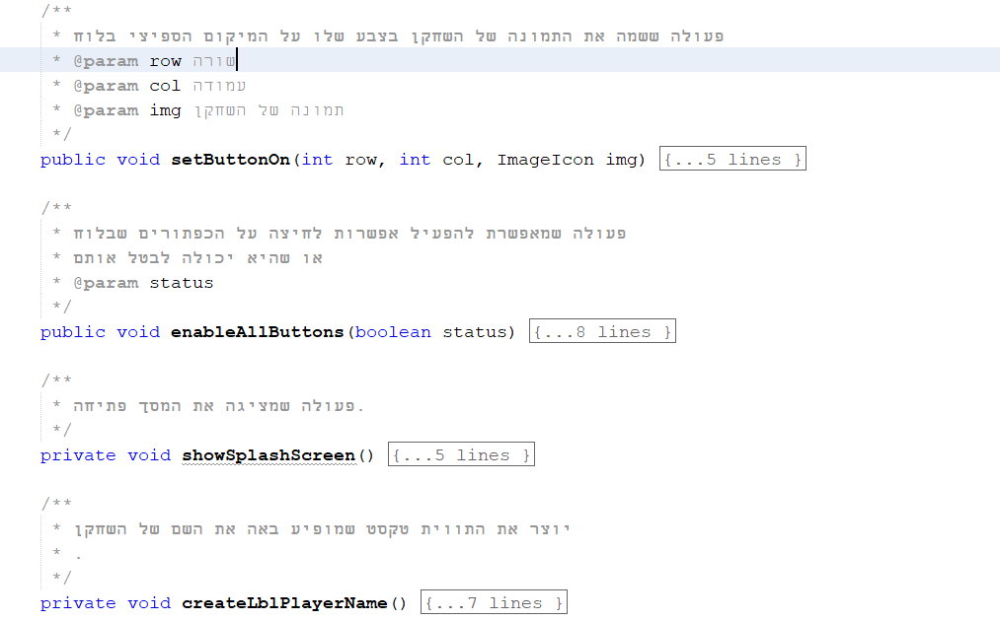 /**
* פעולה ששמה את התמונה של השחקן בצבע שלו על המיקום הספיצי בלוח
* @param row שורה
* @param col עמודה
* @param img תמונה של השחקן
*/
public void setButtonOn(int row, int col, ImageIcon img) {...5 lines }
/**
* פעולה שמאפשרת להפעיל אפשרות לחיצה על הכפתורים שבלוח
* או שהיא יכולה לבטל אותם
* @param status
*/
public void enableAllButtons(boolean status) {...8 lines }
/**
* פעולה שמציגה את המסך פתיחה.
*/
private void showSplashScreen() {...5 lines }
/**
* יוצר את התווית טקסט שמופיע באה את השם של השחקן
* .
*/
private void createLblPlayerName() {...7 lines }